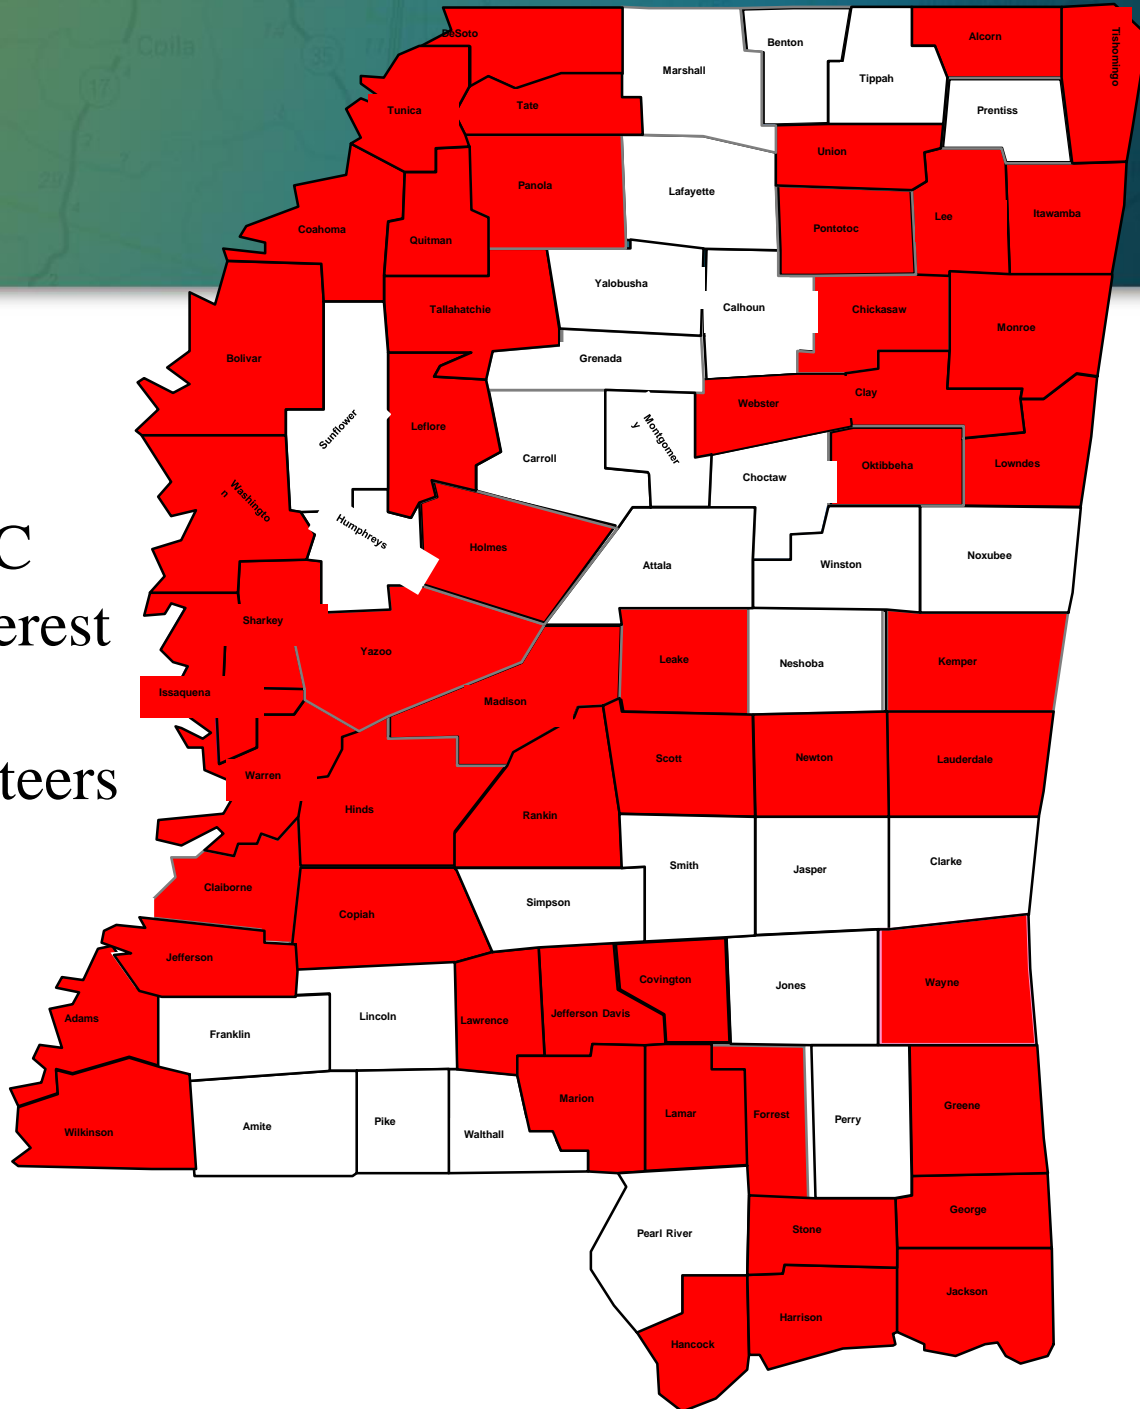 Coila
17
35
DeSoto
Marshall
Benton
Tippah
Alcorn
Tishomingo
Tunica
Tate
Prentiss
Union
Panola
Lafayette
Coahoma
Quitman
Pontotoc
Lee
Itawamba
Yalobusha
Tallahatchie
Calhoun
Chickasaw
Monroe
Bolivar
Grenada
Sunflower
Leflore
Webster
Clay
Montgomer
y
Carroll
Choctaw
Oktibbeha
Lowndes
Washingto
n
Humphreys
Holmes
Attala
Winston
Noxubee
C
erest
teers
Sharkey
Yazoo
Leake
Neshoba
Kemper
Issaquena
Madison
Scott
Newton
Lauderdale
Warren
Hinds
Rankin
Smith
Jasper
Clarke
Claiborne
Copiah
Simpson
Jefferson
Covington
Jones
Wayne
Adams
Franklin
Lincoln
Lawrence
Jefferson Davis
Wilkinson
Amite
Pike
Walthall
Marion
Lamar
Forrest
Perry
Greene
Pearl River
Stone
George
Hancock
Harrison
Jackson